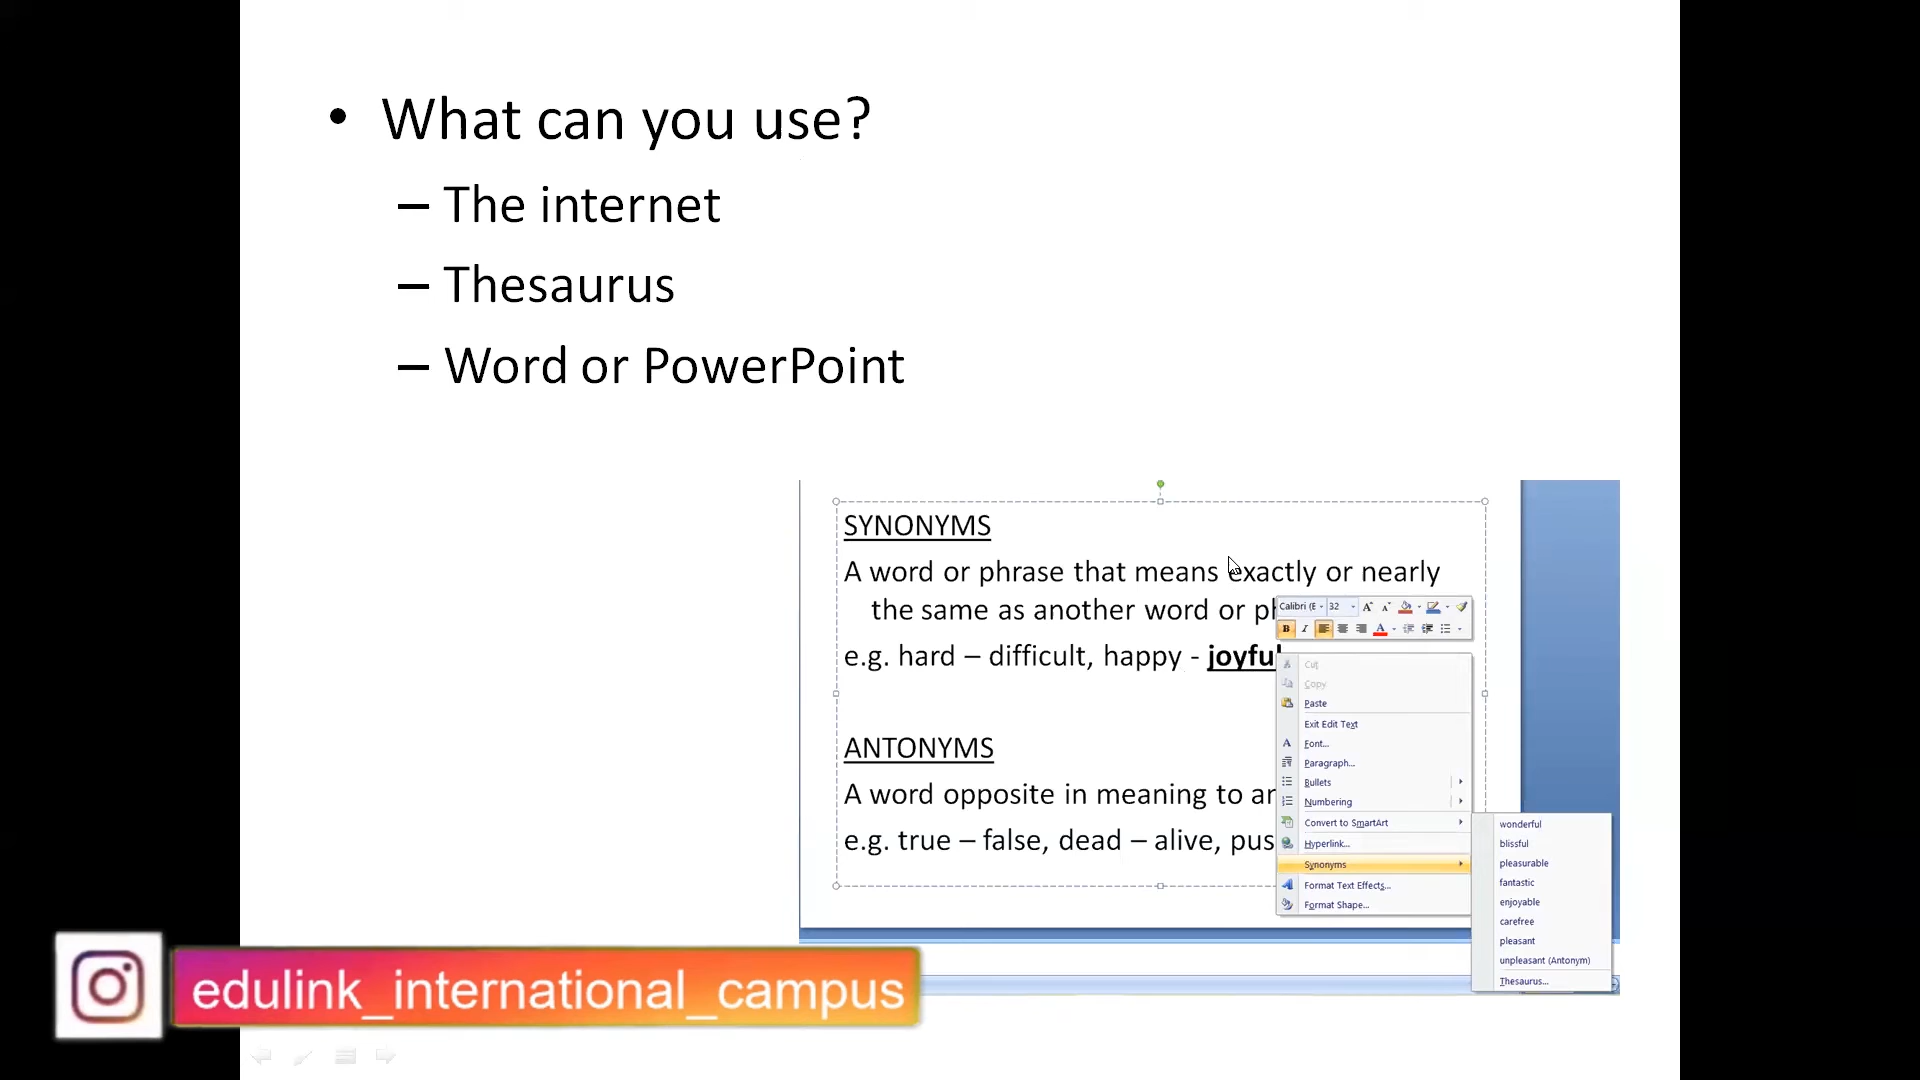 • What can you use?
– The internet
– Thesaurus
– Word or PowerPoint
SYNONYMS
A word or phrase that means exactly or nearly
the same as another word or ph
e.g. hard – difficult, happy - joyful
ANTONYMS
A word opposite in meaning to an
e.g. true – false, dead – alive, pus
Calibri (E 32
B I A
Cut
Copy
Paste
Exit Edit Text
Font...
Paragraph...
Bullets
Numbering
Convert to SmartArt
Hyperlink...
Synonyms
Format Text Effects...
Format Shape...
wonderful
blissful
pleasurable
fantastic
enjoyable
carefree
pleasant
unpleasant (Antonym)
Thesaurus...
edulink_international_campus